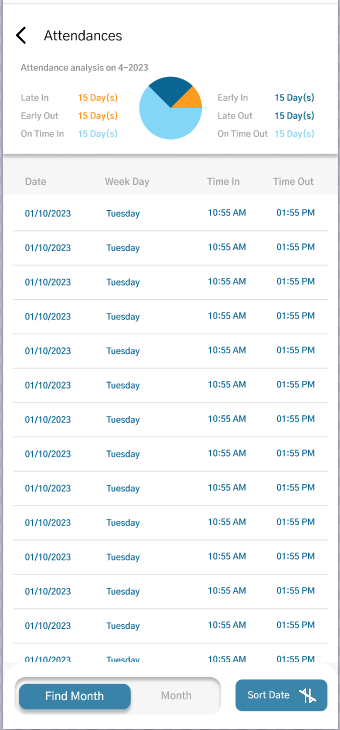 Attendances
Attendance analysis on 4-2023
Late In 15 Day(s) Early In 15 Day(s)
Early Out 15 Day(s) Late Out 15 Day(s)
On Time In 15 Day(s) On Time Out 15 Day(s)
Date Week Day Time In Time Out
01/10/2023 Tuesday 10:55 AM 01:55 PM
01/10/2023 Tuesday 10:55 AM 01:55 PM
01/10/2023 Tuesday 10:55 AM 01:55 PM
01/10/2023 Tuesday 10:55 AM 01:55 PM
01/10/2023 Tuesday 10:55 AM 01:55 PM
01/10/2023 Tuesday 10:55 AM 01:55 PM
01/10/2023 Tuesday 10:55 AM 01:55 PM
01/10/2023 Tuesday 10:55 AM 01:55 PM
01/10/2023 Tuesday 10:55 AM 01:55 PM
01/10/2023 Tuesday 10:55 AM 01:55 PM
01/10/2023 Tuesday 10:55 AM 01:55 PM
01/10/2023 Tuesday 10:55 AM 01:55 PM
01/10/2023 Tuesday 10:55 AM 01:55 PM
01/10/2023 Tuesday 10:55 AM 01:55 PM
Find Month Month Sort Date